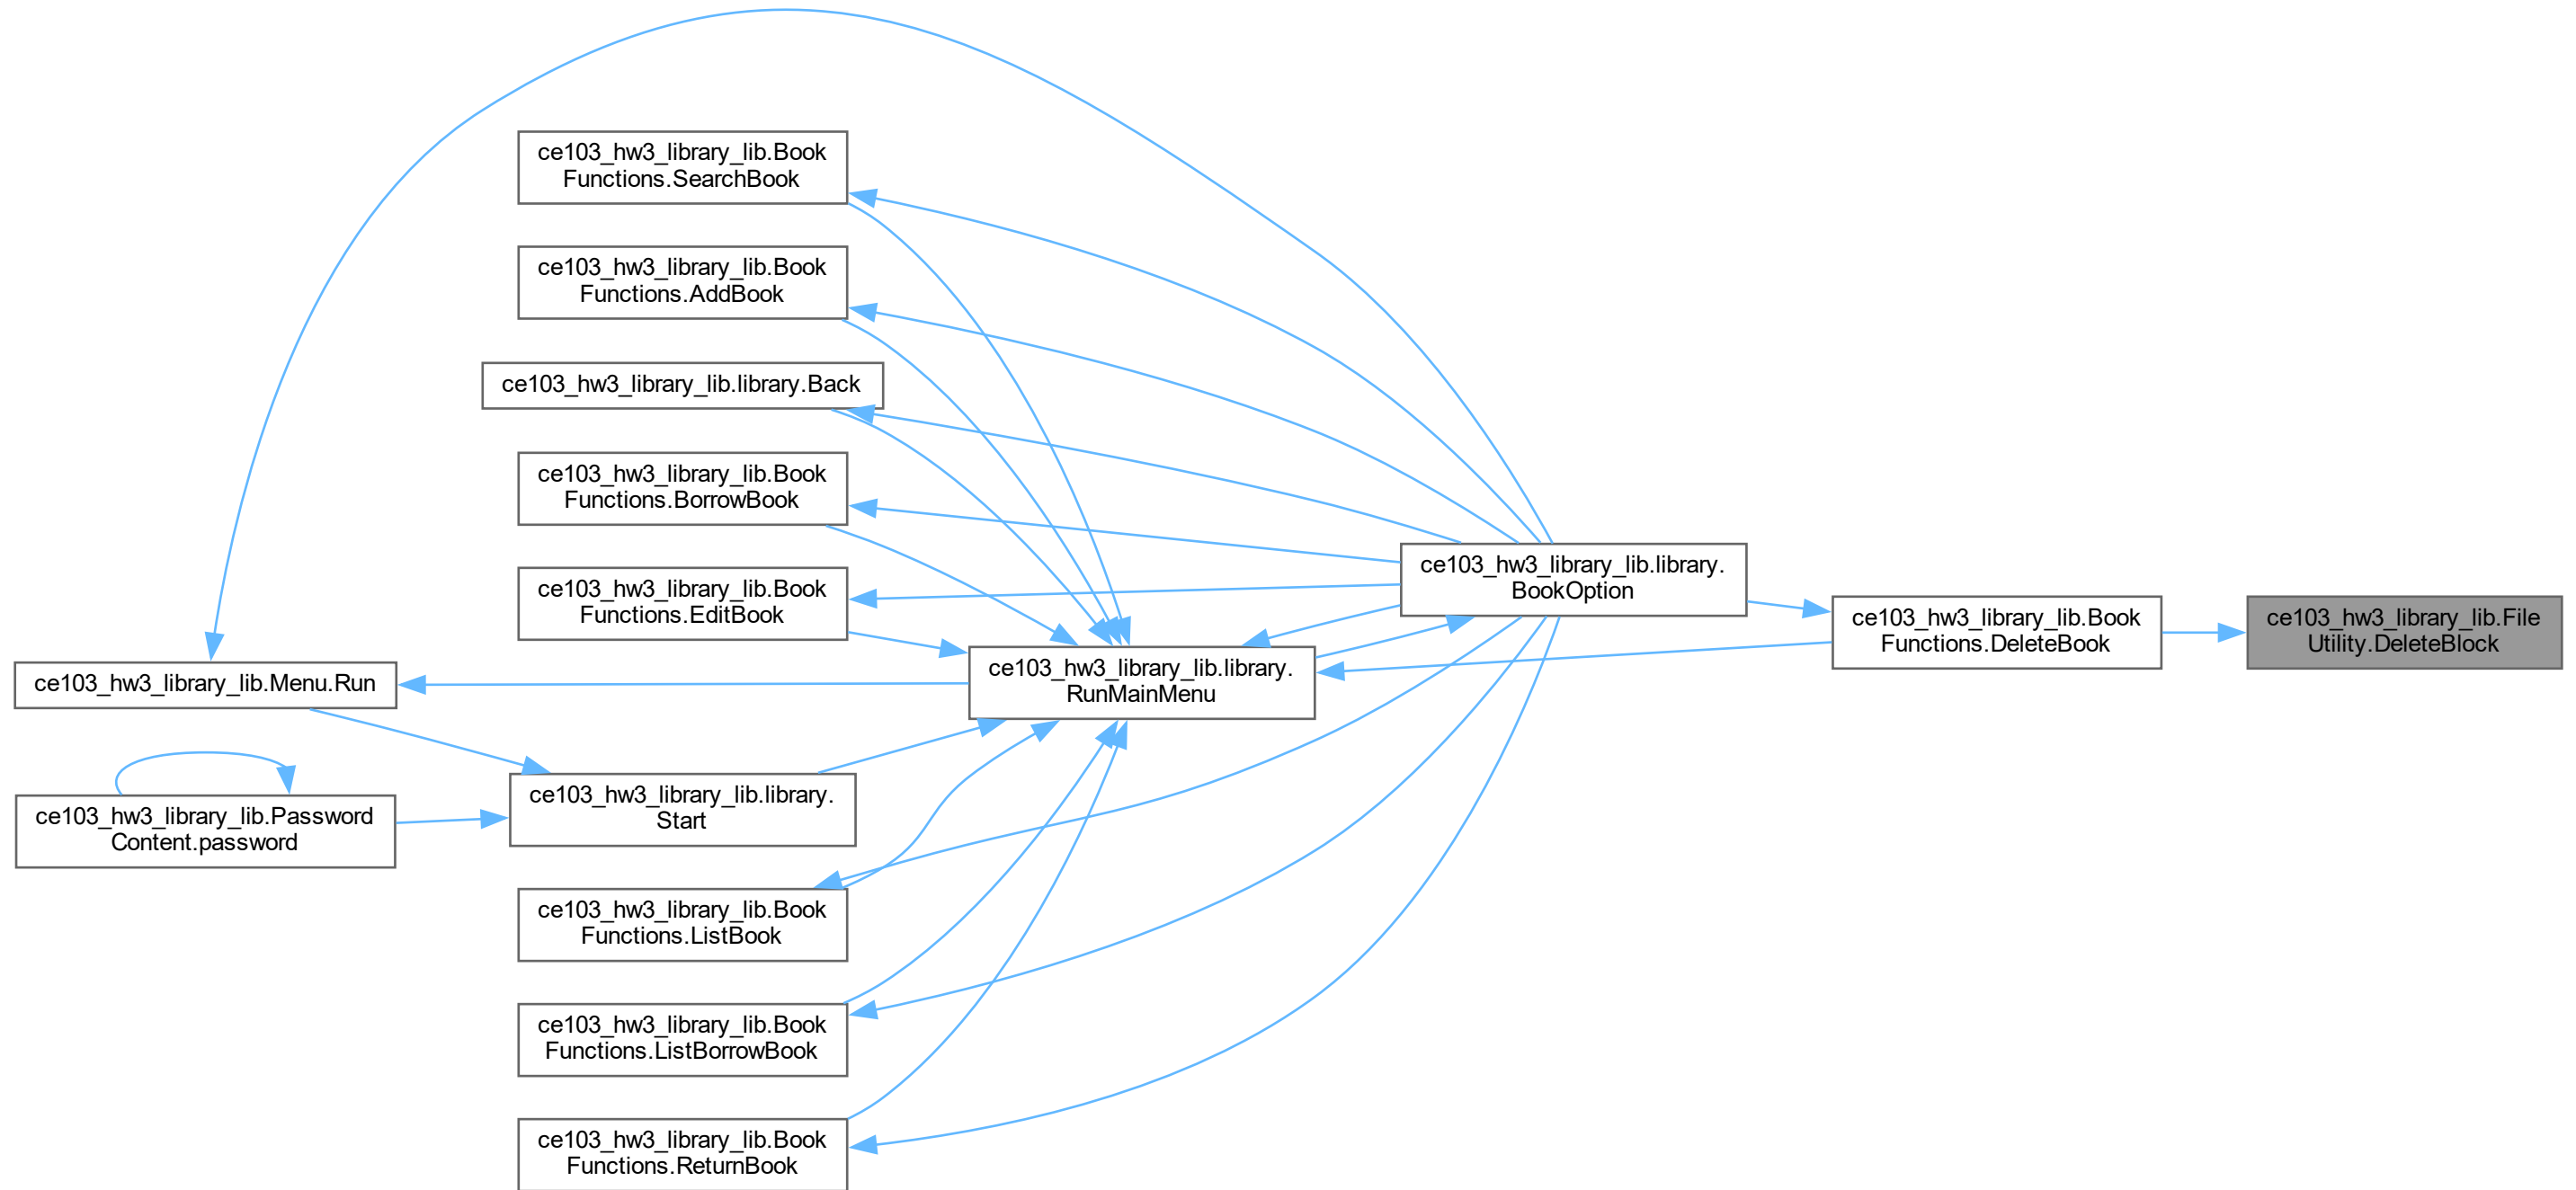 ce103_hw3_library_lib.Book
Functions.SearchBook
ce103_hw3_library_lib.Book
Functions.AddBook
ce103_hw3_library_lib.library.Back
ce103_hw3_library_lib.Book
Functions.BorrowBook
ce103_hw3_library_lib.Book
Functions.EditBook
ce103_hw3_library_lib.Menu.Run
ce103_hw3_library_lib.Password
Content.password
ce103_hw3_library_lib.library.
Start
ce103_hw3_library_lib.Book
Functions.ListBook
ce103_hw3_library_lib.Book
Functions.ListBorrowBook
ce103_hw3_library_lib.Book
Functions.ReturnBook
ce103_hw3_library_lib.library.
RunMainMenu
ce103_hw3_library_lib.library.
BookOption
ce103_hw3_library_lib.Book
Functions.DeleteBook
ce103_hw3_library_lib.File
Utility.DeleteBlock